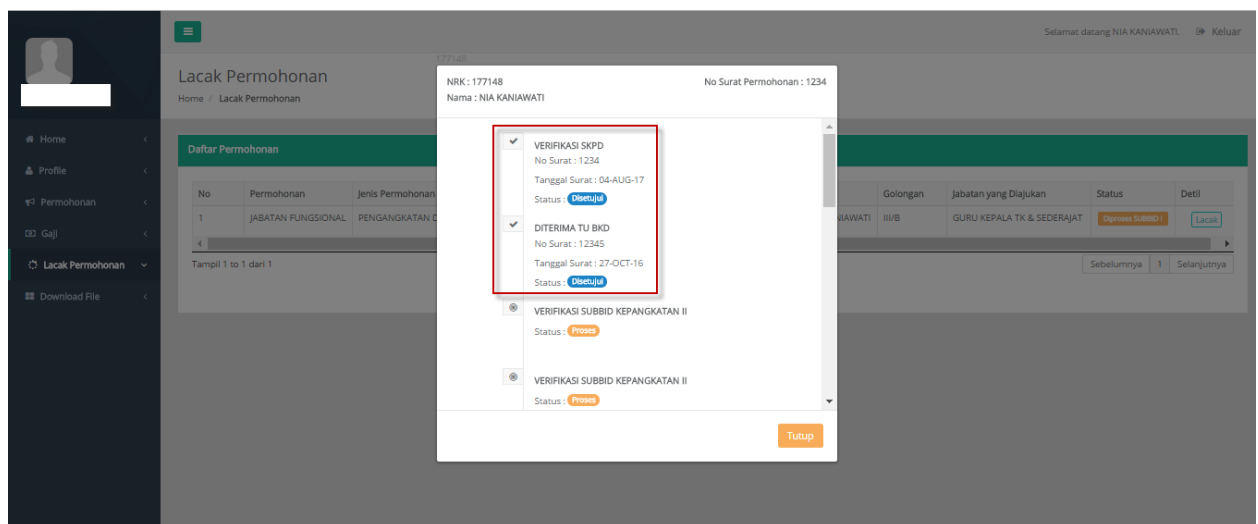 Selamat datang NIA KANIAWATI, Keluar
177148
Lacak Permohonan
Home / Lacak Permohonan
Home
Profile
Permohonan
Gaji
Lacak Permohonan
Download File
Daftar Permohonan
No Permohonan Jenis Permohonan Golongan Jabatan yang Diajukan Status Detil
1 JABATAN FUNGSIONAL PENGANGKATAN NIAWATI III/B GURU KEPALA TK & SEDERAJAT Diproses SUBBID I Lacak
Tampil 1 to 1 dari 1
Sebelumnya 1 Selanjutnya
NRK : 177148 No Surat Permohonan : 1234
Nama : NIA KANIAWATI
VERIFIKASI SKPD
No Surat : 1234
Tanggal Surat : 04-AUG-17
Status : Disetujui
DITERIMA TU BKD
No Surat : 12345
Tanggal Surat : 27-OCT-16
Status : Disetujui
VERIFIKASI SUBBID KEPANGKATAN II
Status : Proses
VERIFIKASI SUBBID KEPANGKATAN II
Status : Proses
Tutup